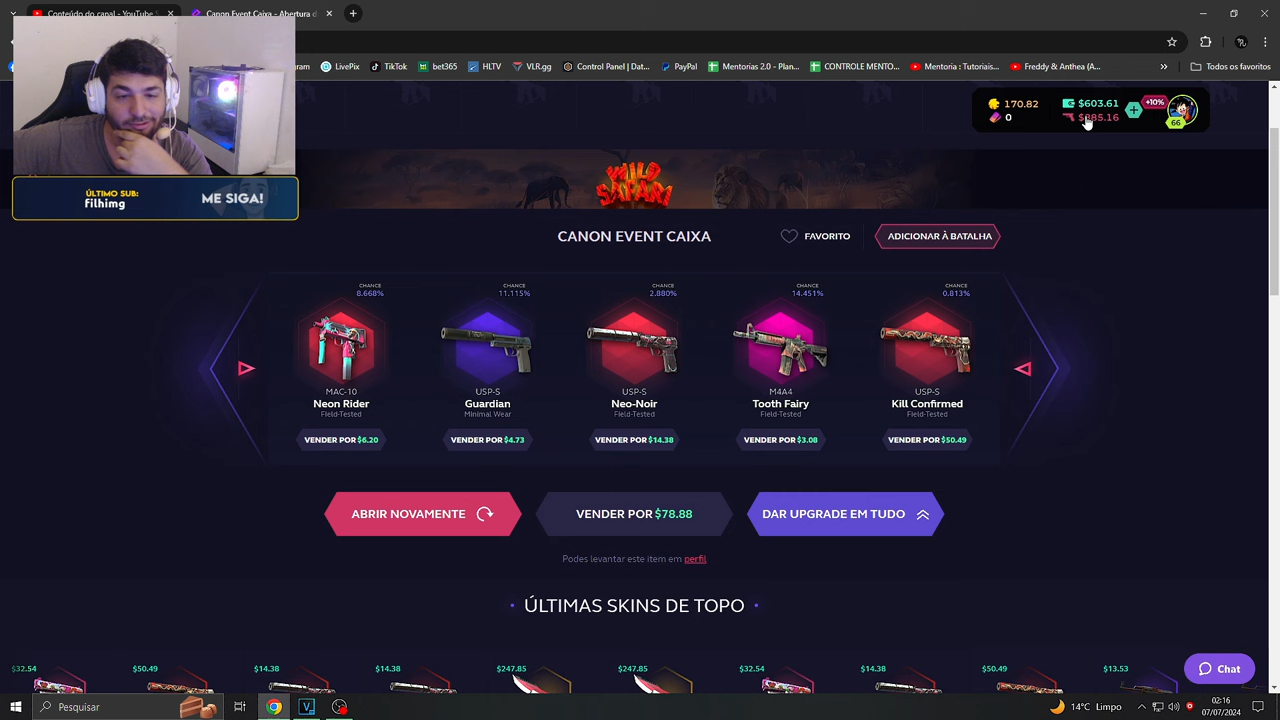 Conteúdo do canal - YouTube S
Canon Event Caixa - Abertura d
gram
LivePix
TikTok
bet365
HLTV
VLR.gg
Control Panel | Dat...
PayPal
Mentorias 2.0 - Plan...
CONTROLE MENTO...
Mentoria : Tutoriais...
Freddy & Anthea (A...
Todos os favoritos
170.82
$603.61
+10%
0
66
ÚLTIMO SUB:
filhimg
ME SIGA!
WILD
SAFARI
CANON EVENT CAIXA
FAVORITO
ADICIONAR À BATALHA
CHANCE
8.668%
CHANCE
11.115%
CHANCE
2.880%
CHANCE
14.451%
CHANCE
0.813%
MAC-10
Neon Rider
Field-Tested
VENDER POR $6.20
USP-S
Guardian
Minimal Wear
VENDER POR $4.73
USP-S
Neo-Noir
Field-Tested
VENDER POR $14.38
M4A4
Tooth Fairy
Field-Tested
VENDER POR $3.08
USP-S
Kill Confirmed
Field-Tested
VENDER POR $50.49
ABRIR NOVAMENTE
VENDER POR $78.88
DAR UPGRADE EM TUDO
Podes levantar este item em perfil
ÚLTIMAS SKINS DE TOPO
$32.54
$50.49
$14.38
$14.38
$247.85
$247.85
$32.54
$14.38
$50.49
$13.53
Chat
Pesquisar
14°C Limpo
02:16
07/07/2024